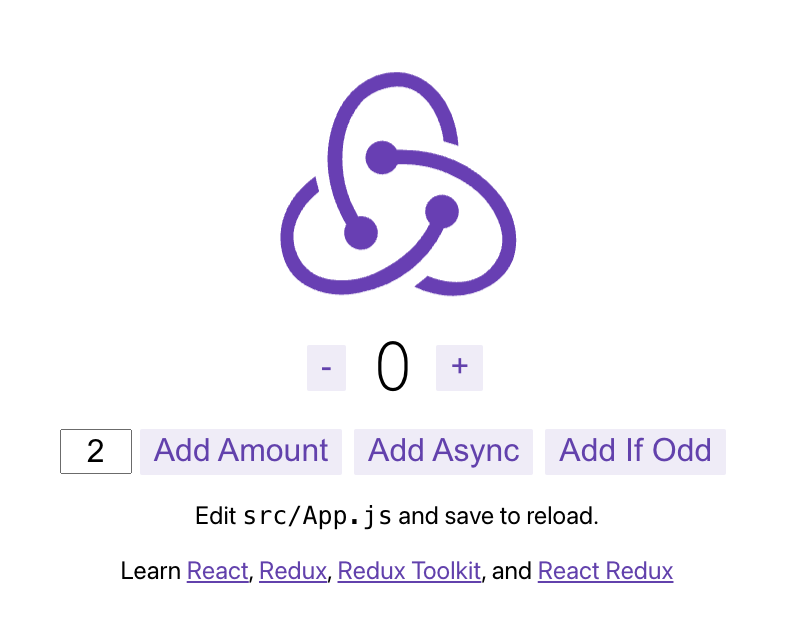 - 0 +
2 Add Amount Add Async Add If Odd
Edit src/App.js and save to reload.
Learn React, Redux, Redux Toolkit, and React Redux